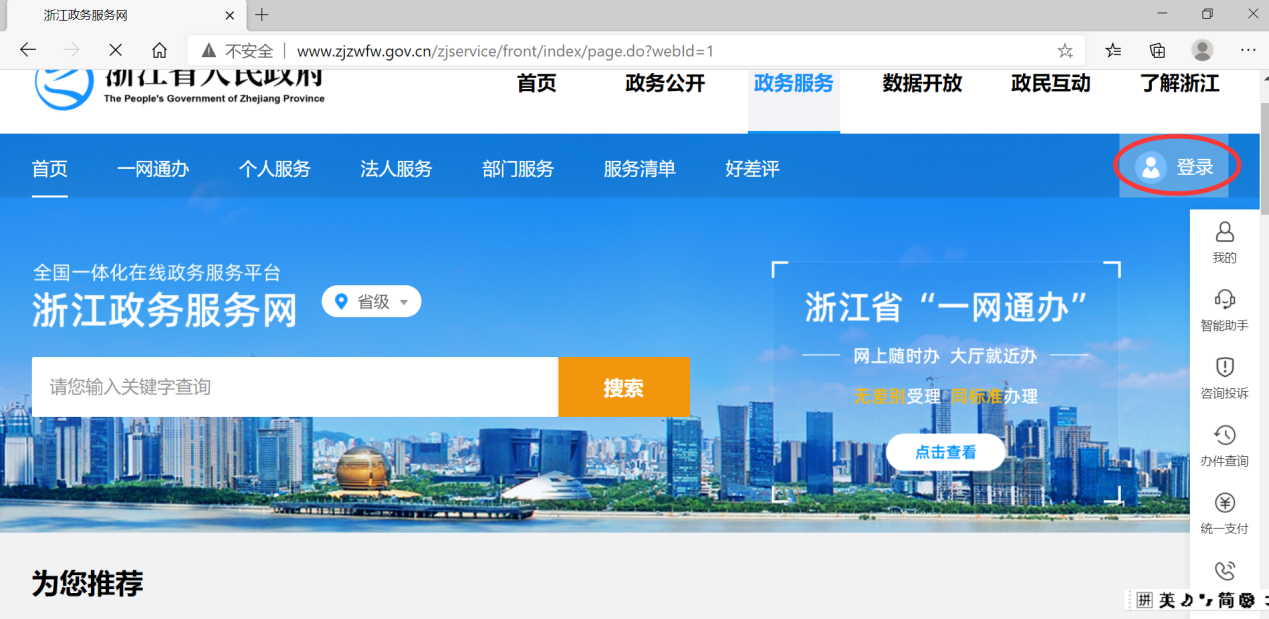 浙江政务服务网
不安全 | www.zjzwfw.gov.cn/zjservice/front/index/page.do?webId=1
浙江省人民政府
The People's Government of Zhejiang Province
首页 政务公开 政务服务 数据开放 政民互动 了解浙江
首页 一网通办 个人服务 法人服务 部门服务 服务清单 好差评 登录
全国一体化在线政务服务平台
浙江政务服务网 省级
请您输入关键字查询 搜索
浙江省“一网通办”
网上随时办 大厅就近办
无差别受理 同标准办理
点击查看
我的
智能助手
咨询投诉
办件查询
统一支付
为您推荐
拼 英 简